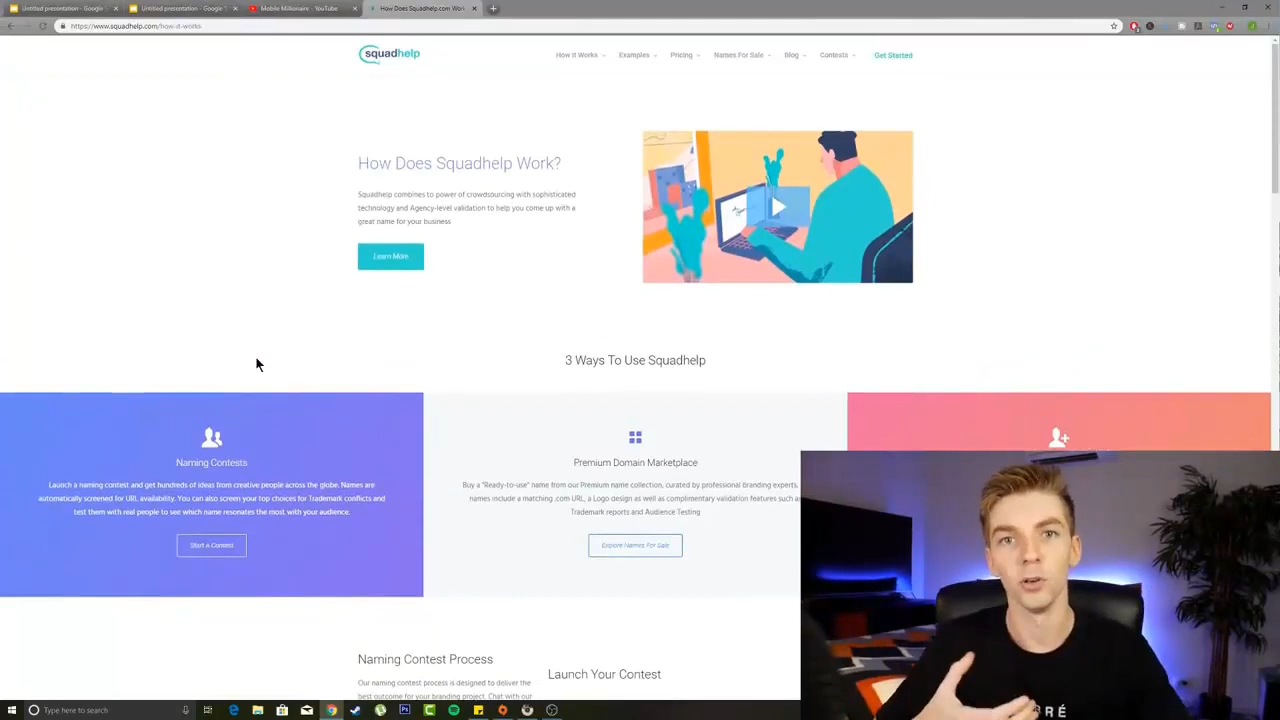 Untitled presentation - Google
Untitled presentation - Google
Mobile Millionaire - YouTube
How Does Squadhelp.com Work
https://www.squadhelp.com/how-it-works
squadhelp
How It Works
Examples
Pricing
Names For Sale
Blog
Contests
Get Started
How Does Squadhelp Work?
Squadhelp combines to power of crowdsourcing with sophisticated
technology and Agency-level validation to help you come up with a
great name for your business
Learn More
3 Ways To Use Squadhelp
Naming Contests
Launch a naming contest and get hundreds of ideas from creative people across the globe. Names are
automatically screened for URL availability. You can also screen your top choices for Trademark conflicts and
test them with real people to see which name resonates the most with your audience.
Start a Contest
Premium Domain Marketplace
Buy a "Ready-to-use" name from our Premium name collection, curated by professional branding experts.
names include a matching .com URL, a Logo design as well as complimentary validation features such as
Trademark reports and Audience Testing
Explore Names For Sale
Naming Contest Process
Our naming contest process is designed to deliver the
best outcome for your branding project. Chat with our
Launch Your Contest
BRÉ
Type here to search